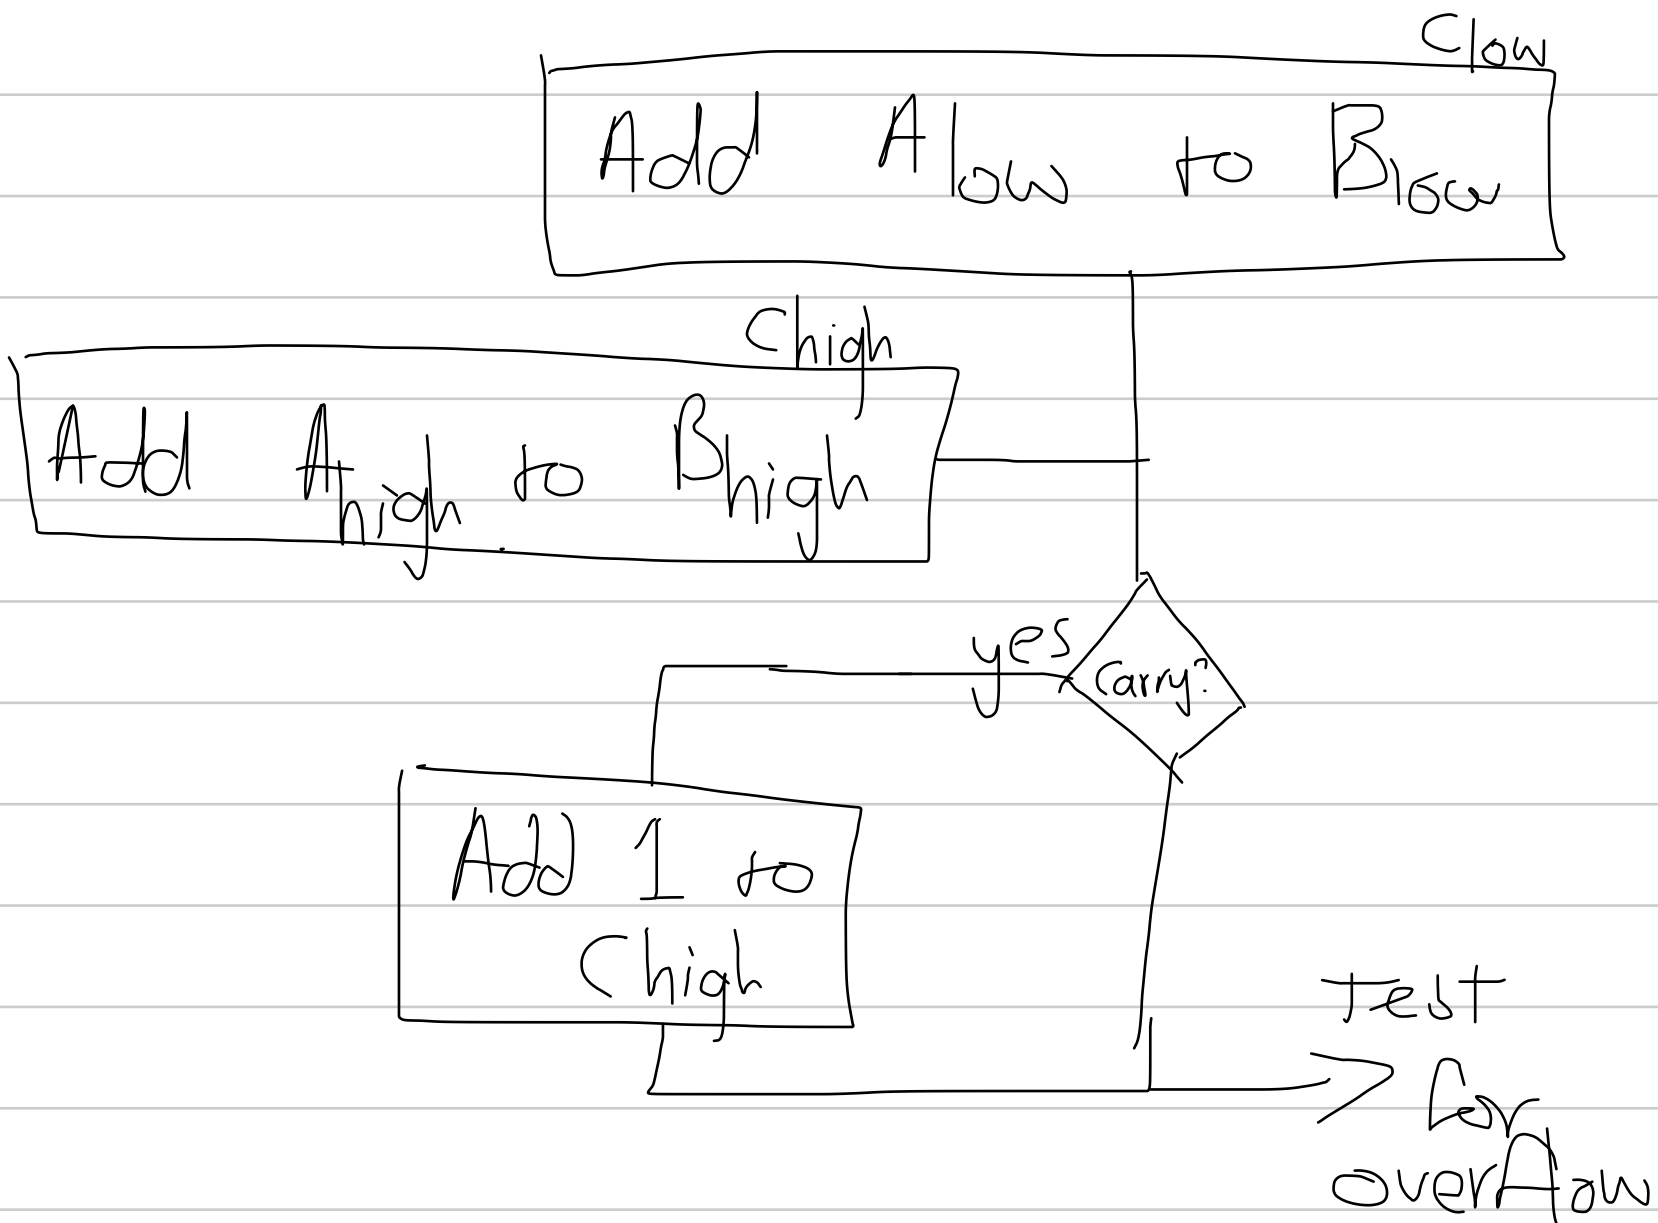 Clow
Add Alow to Blow
Chigh
Add Ahigh to Bhigh
yes
Carry?
Add 1 to
Chigh
Test
for
overflow